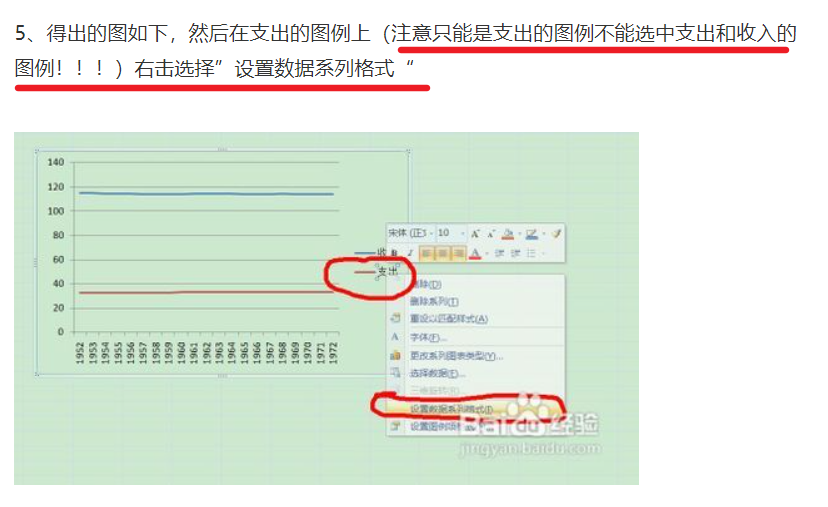 5、得出的图如下，然后在支出的图例上（注意只能是支出的图例不能选中支出和收入的
图例！！！）右击选择”设置数据系列格式“
140
120
100
80
60
40
20
0
1952 1953 1954 1955 1956 1957 1958 1959 1960 1961 1962 1963 1964 1965 1966 1967 1968 1969 1970 1971 1972
收
支出
宋体 (正3 10
删除(D)
删除系列(T)
重设以匹配样式(A)
字体(F)...
更改系列图表类型(Y)...
选择数据(E)...
三维旋转(R)
设置数据系列格式(F)
设置图例项
Baidu经验
jingyan.baidu.com